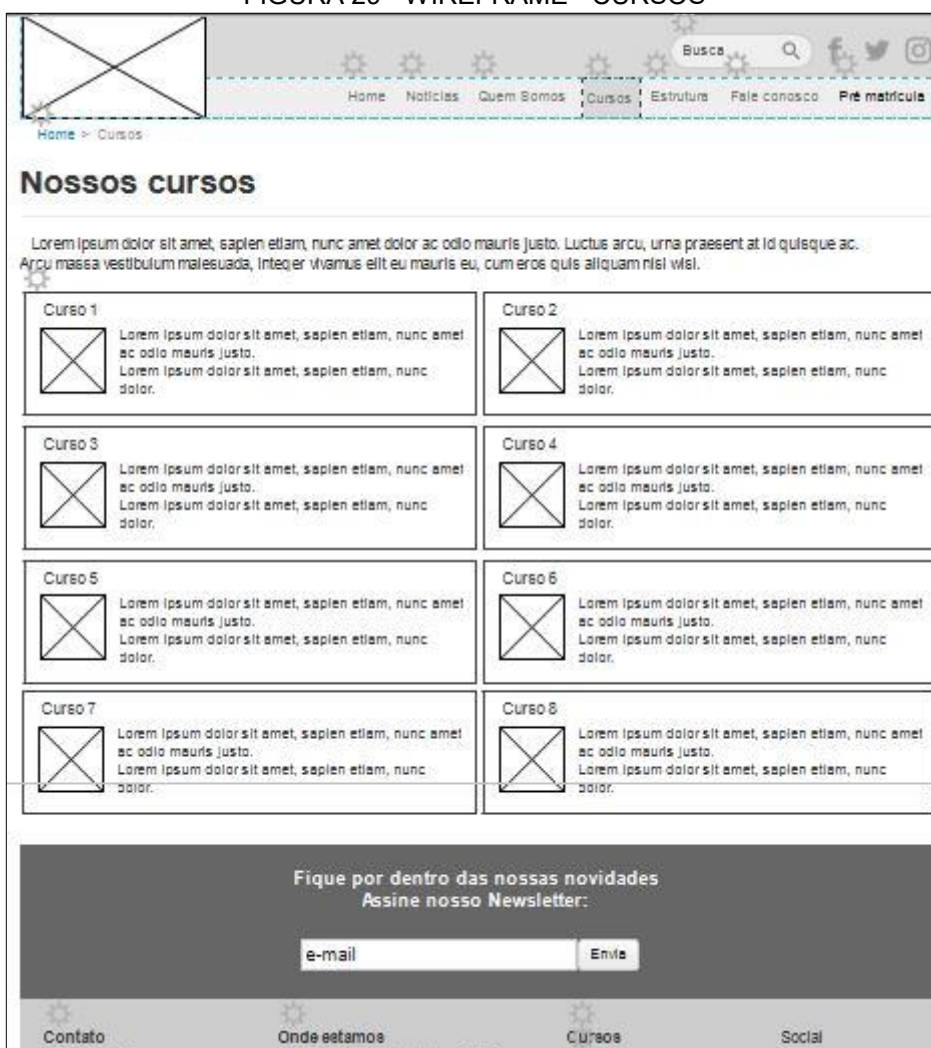 Busca
Home Notícias Quem Somos Cursos Estrutura Fale conosco Pré matrícula
Home > Cursos
Nossos cursos
Lorem ipsum dolor sit amet, sapien etiam, nunc amet dolor ac odio mauris justo. Luctus arcu, urna praesent at id quisque ac.
Arcu massa vestibulum malesuada, integer vivamus elit eu mauris eu, cum eros quis aliquam nisl wisi.
Curso 1
Lorem ipsum dolor sit amet, sapien etiam, nunc amet
ac odio mauris justo.
Lorem ipsum dolor sit amet, sapien etiam, nunc
dolor.
Curso 2
Lorem ipsum dolor sit amet, sapien etiam, nunc amet
ac odio mauris justo.
Lorem ipsum dolor sit amet, sapien etiam, nunc
dolor.
Curso 3
Lorem ipsum dolor sit amet, sapien etiam, nunc amet
ac odio mauris justo.
Lorem ipsum dolor sit amet, sapien etiam, nunc
dolor.
Curso 4
Lorem ipsum dolor sit amet, sapien etiam, nunc amet
ac odio mauris justo.
Lorem ipsum dolor sit amet, sapien etiam, nunc
dolor.
Curso 5
Lorem ipsum dolor sit amet, sapien etiam, nunc amet
ac odio mauris justo.
Lorem ipsum dolor sit amet, sapien etiam, nunc
dolor.
Curso 6
Lorem ipsum dolor sit amet, sapien etiam, nunc amet
ac odio mauris justo.
Lorem ipsum dolor sit amet, sapien etiam, nunc
dolor.
Curso 7
Lorem ipsum dolor sit amet, sapien etiam, nunc amet
ac odio mauris justo.
Lorem ipsum dolor sit amet, sapien etiam, nunc
dolor.
Curso 8
Lorem ipsum dolor sit amet, sapien etiam, nunc amet
ac odio mauris justo.
Lorem ipsum dolor sit amet, sapien etiam, nunc
dolor.
Fique por dentro das nossas novidades
Assine nosso Newsletter:
e-mail Envia
Contato Onde estamos Cursos Social